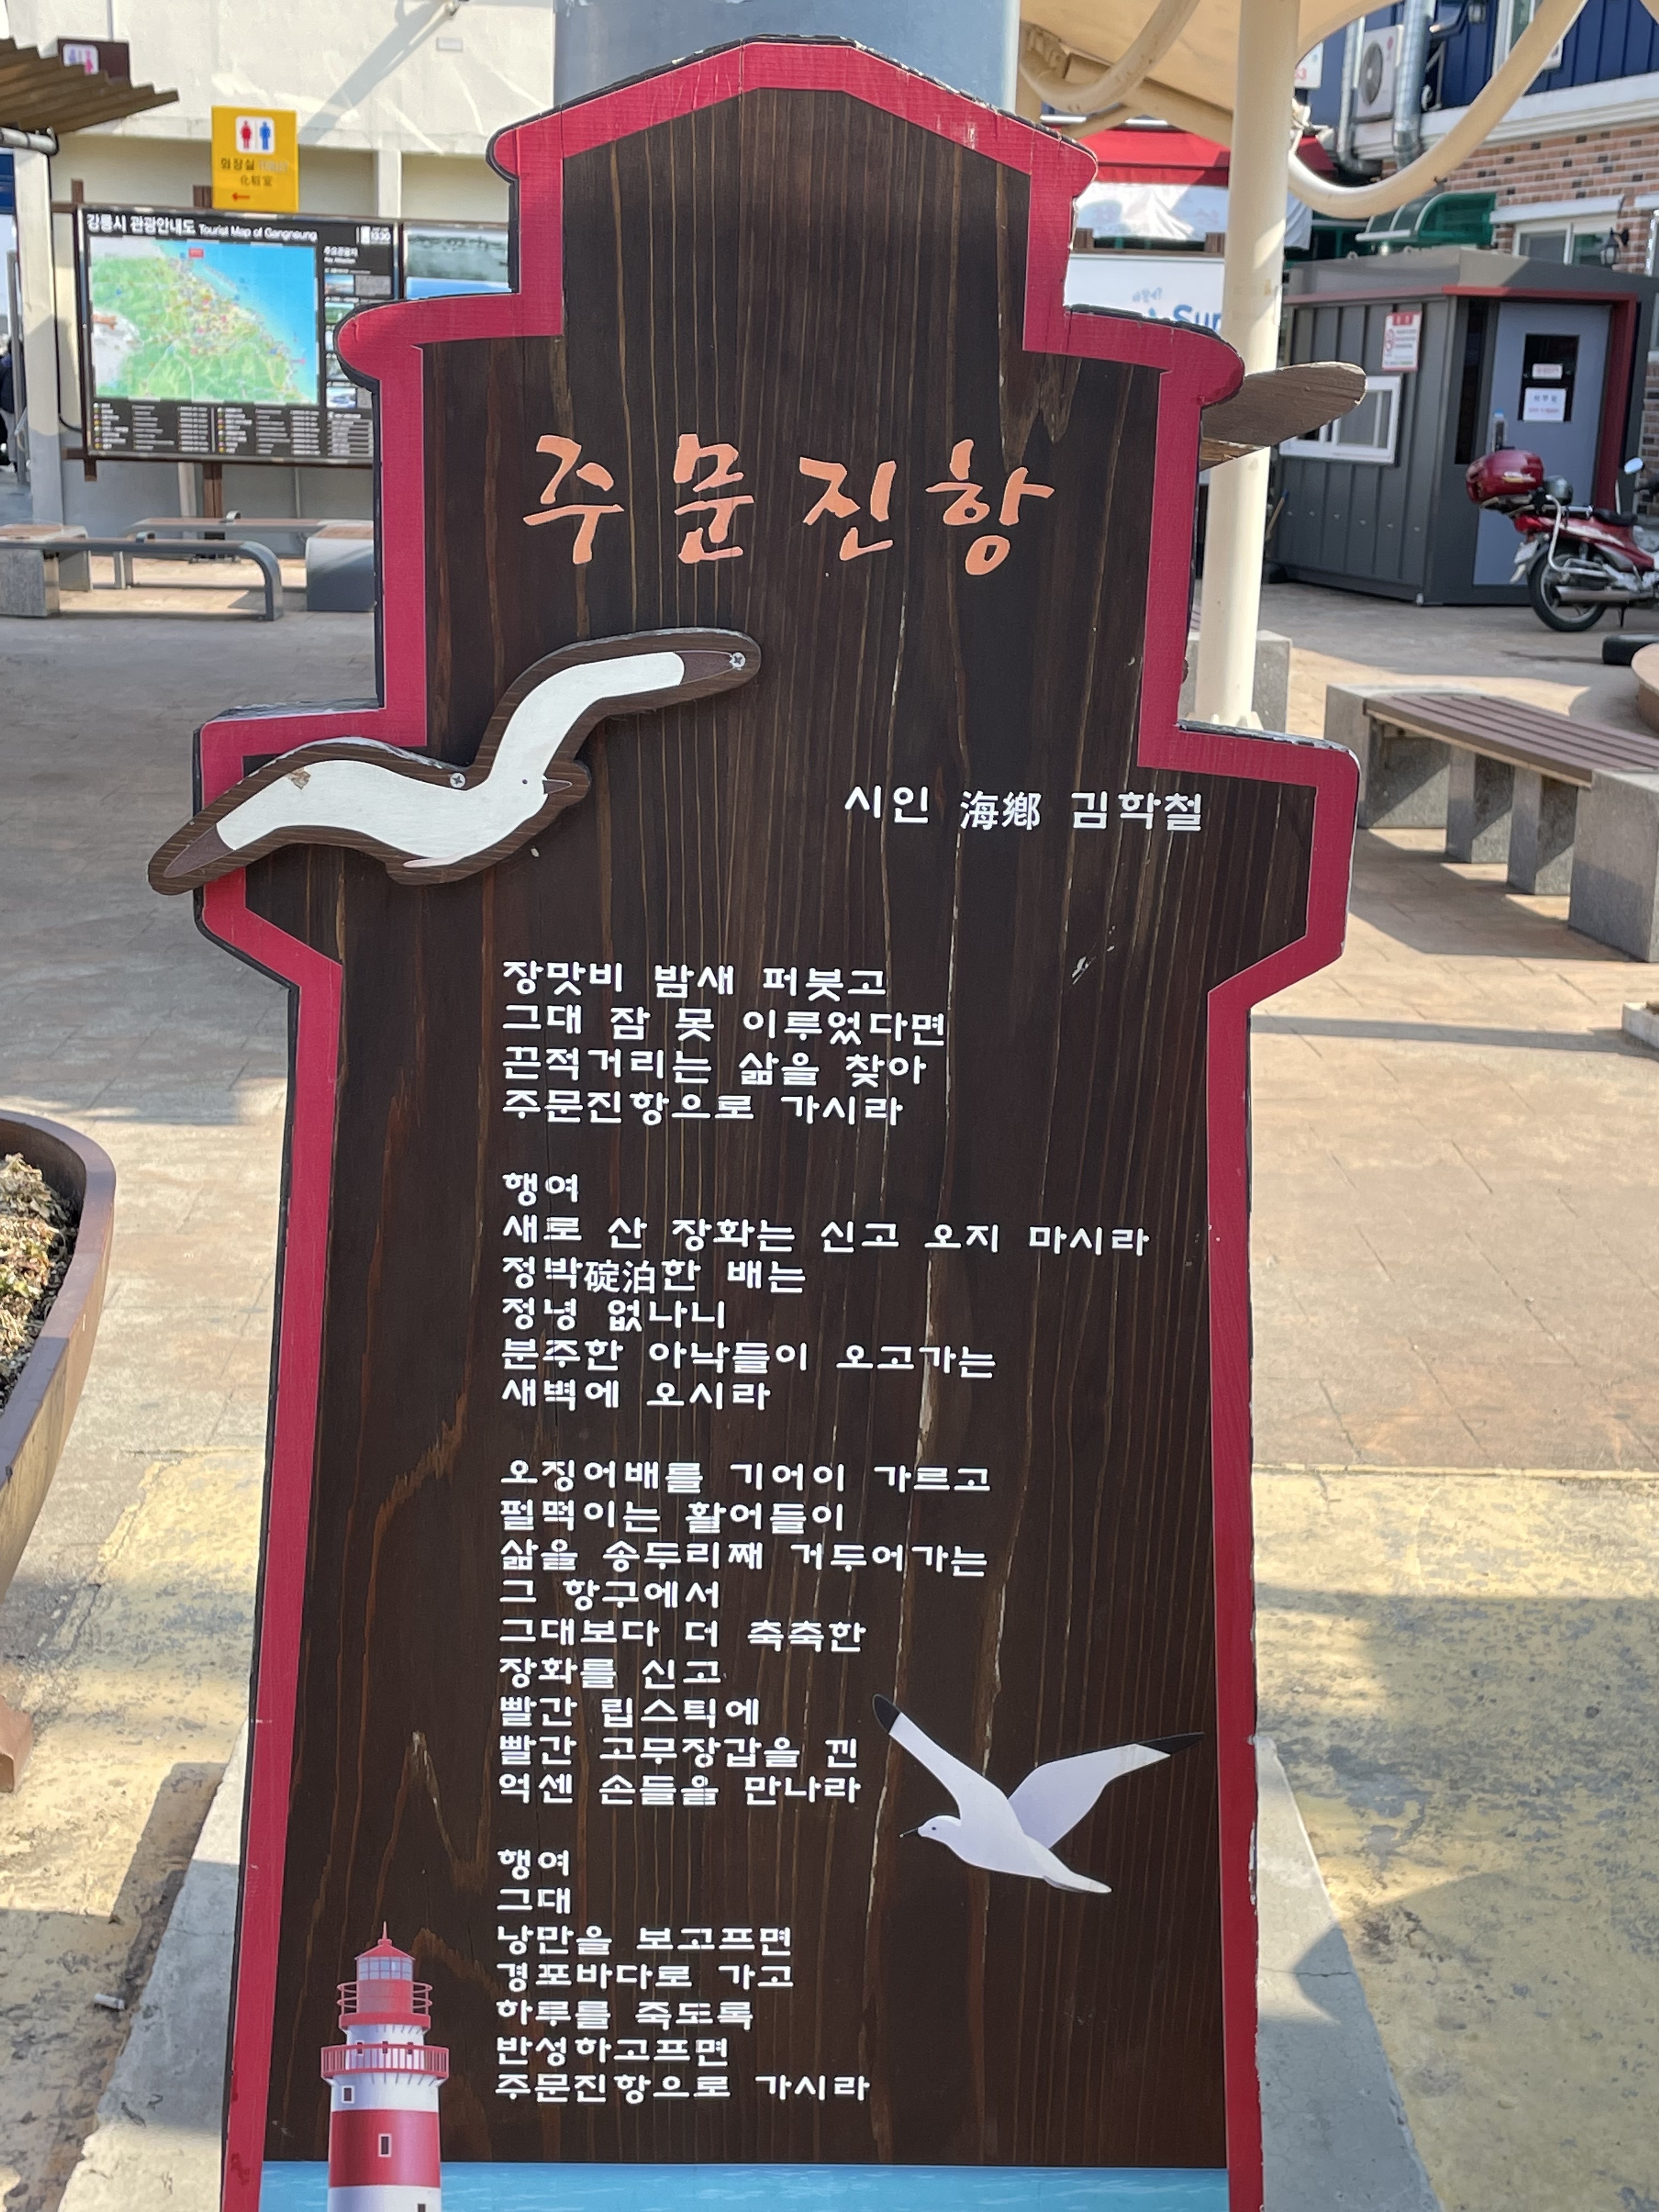 화장실
化粧室
강릉시 관광안내도 Tourist Map of Gangneung
1330
주문진항
시인 海鄕 김학철
장맛비 밤새 퍼붓고
그대 잠 못 이루었다면
끈적거리는 삶을 찾아
주문진항으로 가시라
행여
새로 산 장화는 신고 오지 마시라
정박碇泊한 배는
정녕 없나니
분주한 아낙들이 오고가는
새벽에 오시라
오징어배를 기어이 가르고
펄떡이는 활어들이
삶을 송두리째 거두어가는
그 항구에서
그대보다 더 축축한
장화를 신고
빨간 립스틱에
빨간 고무장갑을 낀
억센 손들을 만나라
행여
그대
낭만을 보고프면
경포바다로 가고
하루를 죽도록
반성하고프면
주문진항으로 가시라